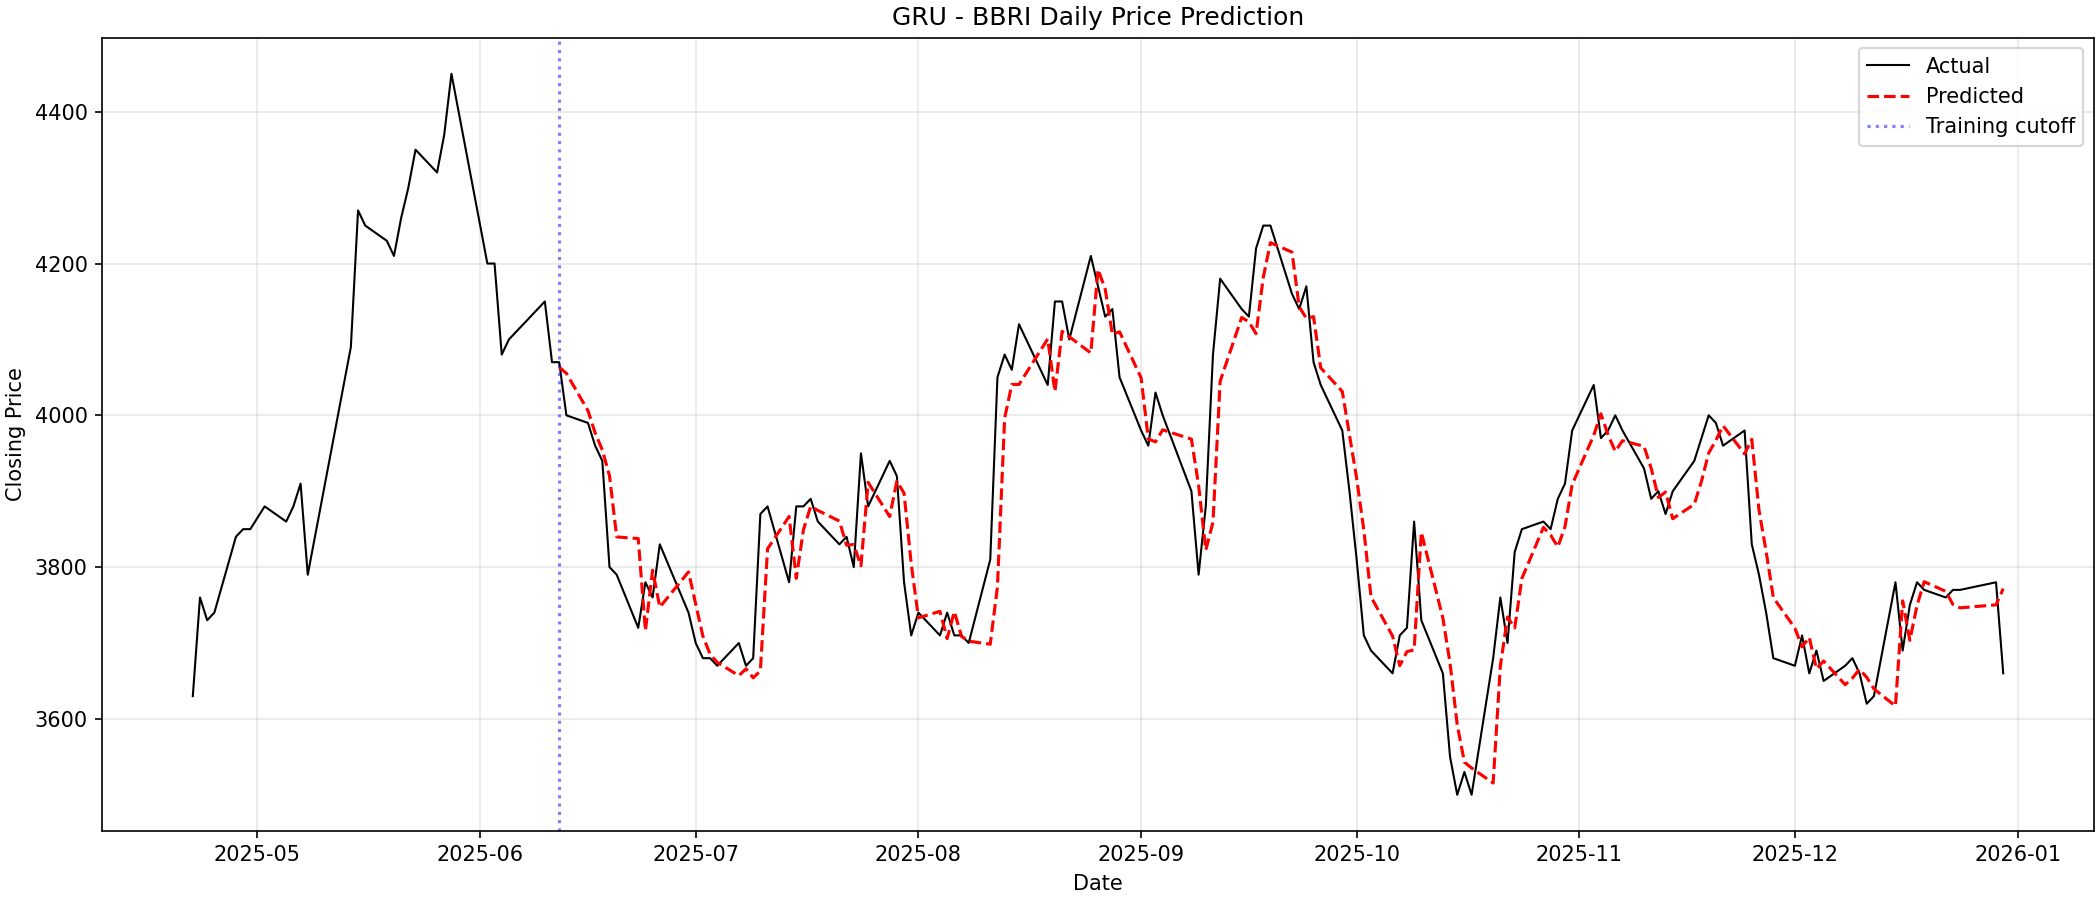 GRU - BBRI Daily Price Prediction
Actual
Predicted
Training cutoff
Closing Price
4400
4200
4000
3800
3600
2025-05 2025-06 2025-07 2025-08 2025-09 2025-10 2025-11 2025-12 2026-01
Date